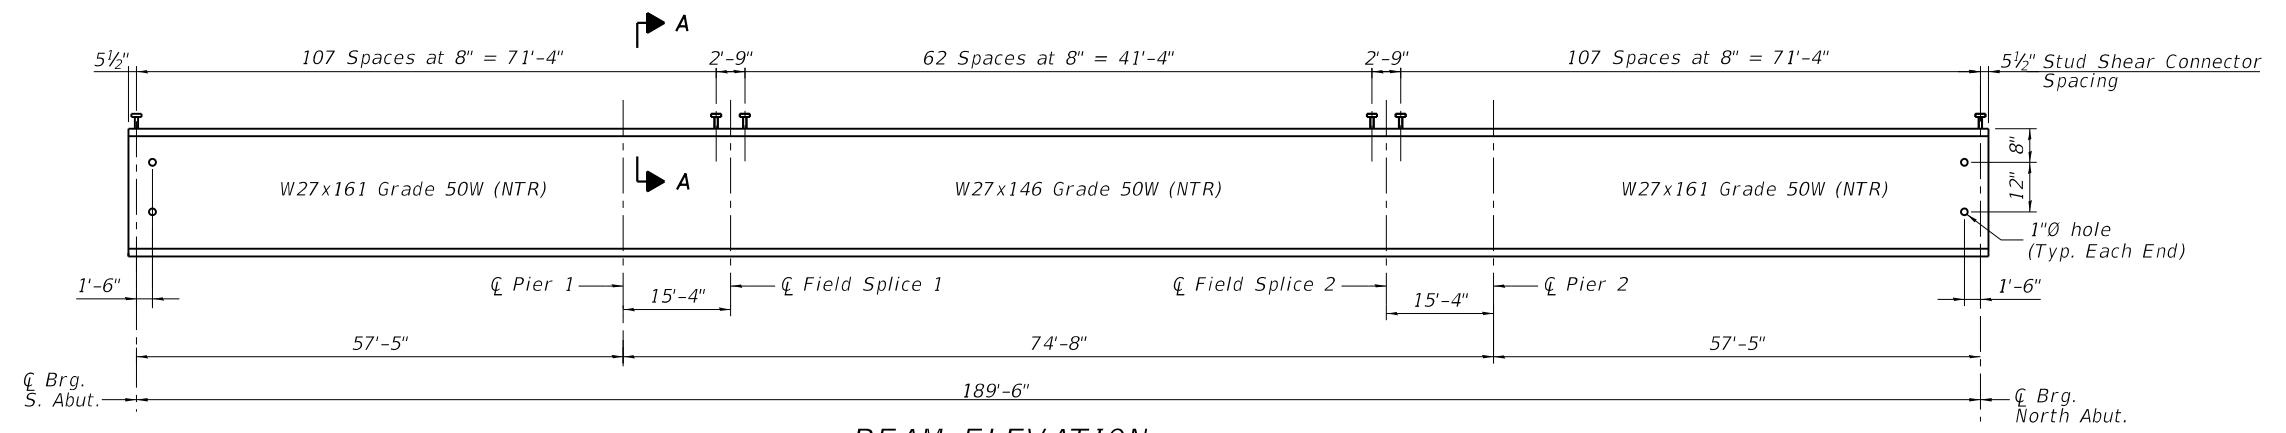 A
5½"
107 Spaces at 8" = 71'-4"
2'-9"
62 Spaces at 8" = 41'-4"
2'-9"
107 Spaces at 8" = 71'-4"
5½" Stud Shear Connector
Spacing
8"
W27x161 Grade 50W (NTR)
A
W27x146 Grade 50W (NTR)
W27x161 Grade 50W (NTR)
12"
1"Ø hole
(Typ. Each End)
1'-6"
℄ Pier 1
15'-4"
℄ Field Splice 1
℄ Field Splice 2
15'-4"
℄ Pier 2
1'-6"
57'-5"
74'-8"
57'-5"
℄ Brg.
S. Abut.
189'-6"
℄ Brg.
North Abut.
BEAM ELEVATION